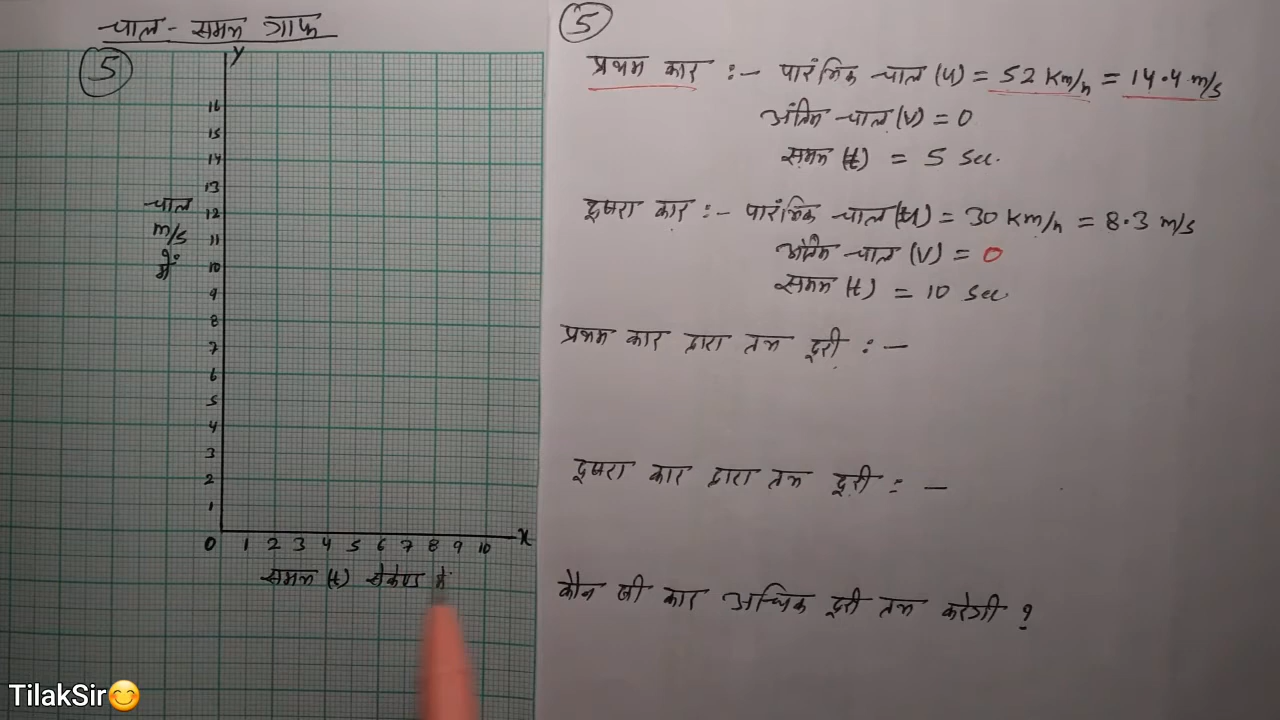 चाल - समय ग्राफ
5
Y
16
15
14
13
12
11
10
9
8
7
6
5
4
3
2
1
चाल
m/s
में
0 1 2 3 4 5 6 7 8 9 10
x
समय (t) सेकेण्ड में
5
प्रथम कार :- प्रारंभिक चाल (u) = 52 Km/h = 14.4 m/s
अंतिम चाल (v) = 0
समय (t) = 5 Sec.
दूसरा कार :- प्रारंभिक चाल (u) = 30 Km/h = 8.3 m/s
अंतिम चाल (v) = 0
समय (t) = 10 Sec.
प्रथम कार द्वारा तय दूरी :-
दूसरा कार द्वारा तय दूरी :-
कौन सी कार अधिक दूरी तय करेगी ?
TilakSir😊